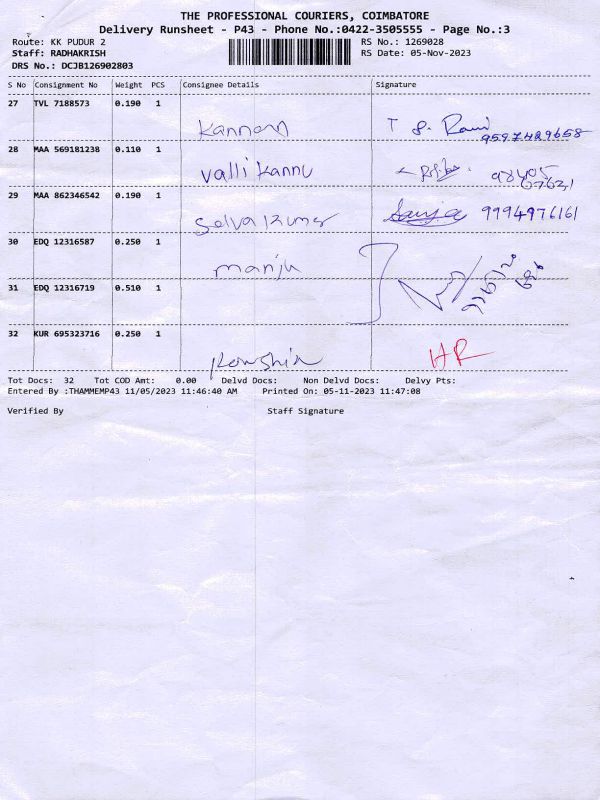 THE PROFESSIONAL COURIERS, COIMBATORE
Delivery Runsheet - P43 - Phone No.:0422-3505555 - Page No.:3
Route: KK PUDUR 2 RS No.: 1269028
Staff: RADHAKRISH RS Date: 05-Nov-2023
DRS No.: DCJB126902803
S No Consignment No Weight PCS Consignee Details Signature
27 TVL 7188573 0.190 1
Kannan T S. Ravi 9597429658
28 MAA 569181238 0.110 1
Valli Kannu
29 MAA 862346542 0.190 1
Selvakumar Sanja 9994976161
30 EDQ 12316587 0.250 1
manju
31 EDQ 12316719 0.510 1
32 KUR 695323716 0.250 1
Kowshik HR
Tot Docs: 32 Tot COD Amt: 0.00 Delvd Docs: Non Delvd Docs: Delvy Pts:
Entered By :THAMMEMP43 11/05/2023 11:46:40 AM Printed On: 05-11-2023 11:47:08
Verified By Staff Signature